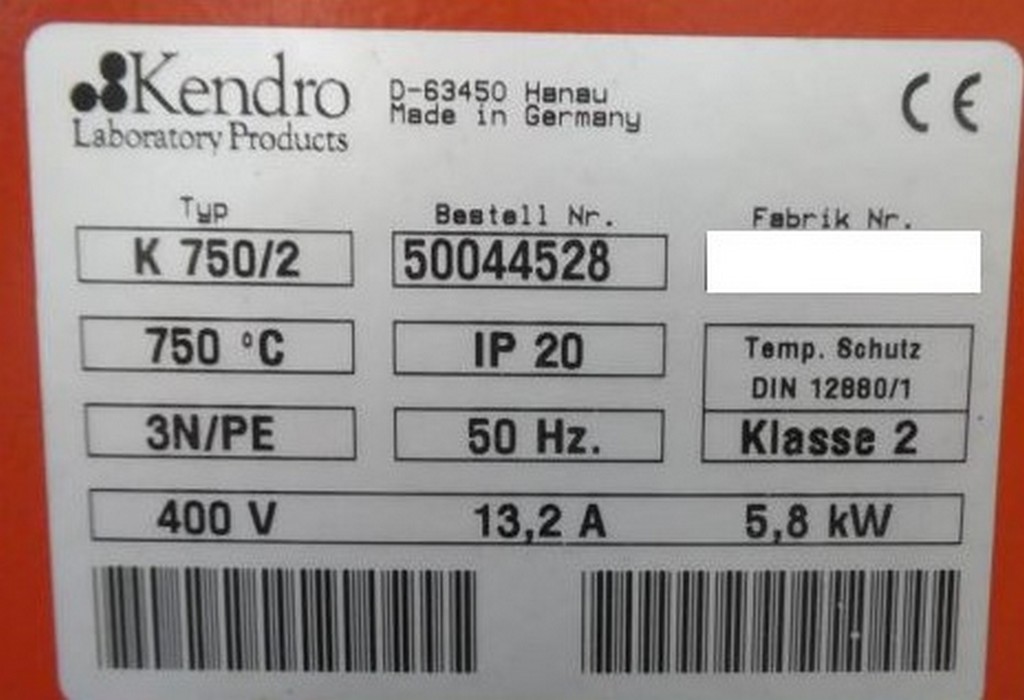 Kendro
Laboratory Products
D-63450 Hanau
Made in Germany
CE
Typ
Bestell Nr.
Fabrik Nr.
K 750/2
50044528
750 °C
IP 20
Temp. Schutz
DIN 12880/1
3N/PE
50 Hz.
Klasse 2
400 V 13,2 A 5,8 kW